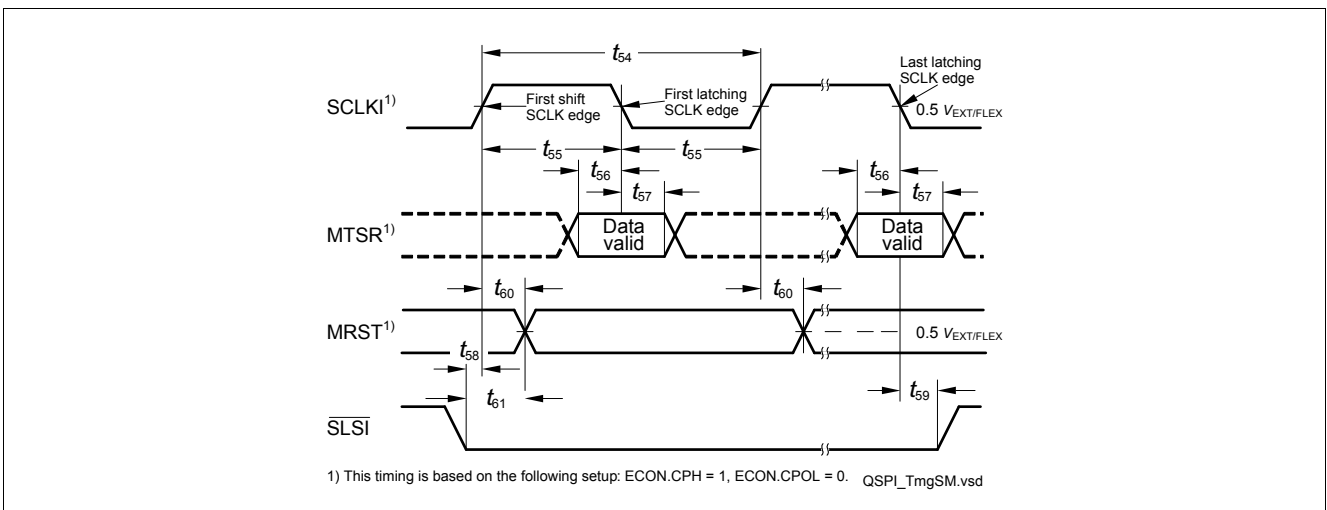 t54
SCLKI1)
First shift
SCLK edge
First latching
SCLK edge
Last latching
SCLK edge
0.5 VEXT/FLEX
t55
t55
t56
t57
t56
t57
MTSR1)
Data
valid
Data
valid
t60
t60
MRST1)
0.5 VEXT/FLEX
t58
t61
t59
SLSI
1) This timing is based on the following setup: ECON.CPH = 1, ECON.CPOL = 0.
QSPI_TmgSM.vsd